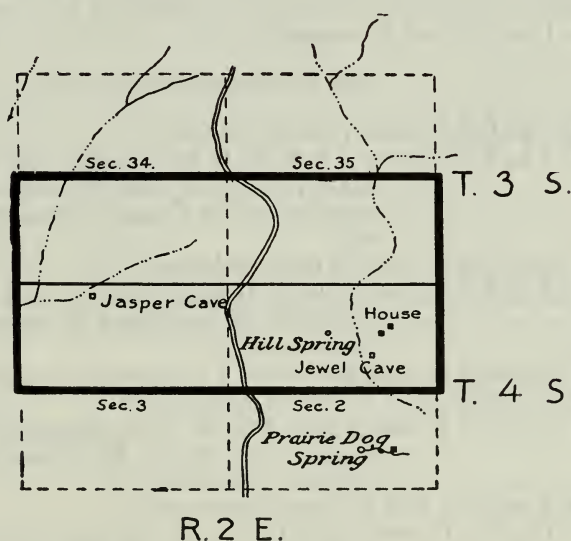 Sec. 34.
Sec. 35
T. 3 S.
Jasper Cave
House
Hill Spring
Jewel Cave
Sec. 3
Sec. 2
T. 4 S
Prairie Dog
Spring
R. 2 E.